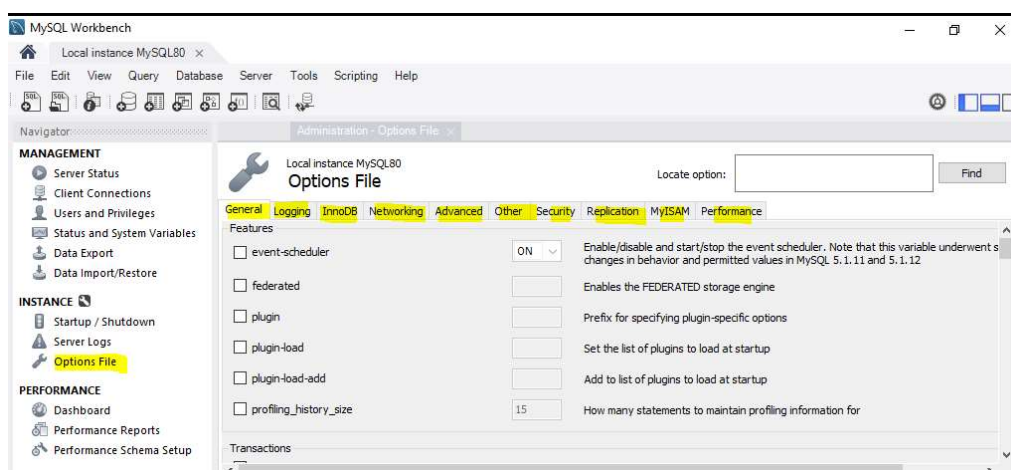 MySQL Workbench
Local instance MySQL80
File Edit View Query Database Server Tools Scripting Help
Navigator
Administration - Options File
MANAGEMENT
Server Status
Client Connections
Users and Privileges
Status and System Variables
Data Export
Data Import/Restore
INSTANCE
Startup / Shutdown
Server Logs
Options File
PERFORMANCE
Dashboard
Performance Reports
Performance Schema Setup
Local instance MySQL80
Options File
Locate option:
Find
General Logging InnoDB Networking Advanced Other Security Replication MyISAM Performance
Features
event-scheduler ON Enable/disable and start/stop the event scheduler. Note that this variable underwent s
changes in behavior and permitted values in MySQL 5.1.11 and 5.1.12
federated Enables the FEDERATED storage engine
plugin Prefix for specifying plugin-specific options
plugin-load Set the list of plugins to load at startup
plugin-load-add Add to list of plugins to load at startup
profiling_history_size 15 How many statements to maintain profiling information for
Transactions